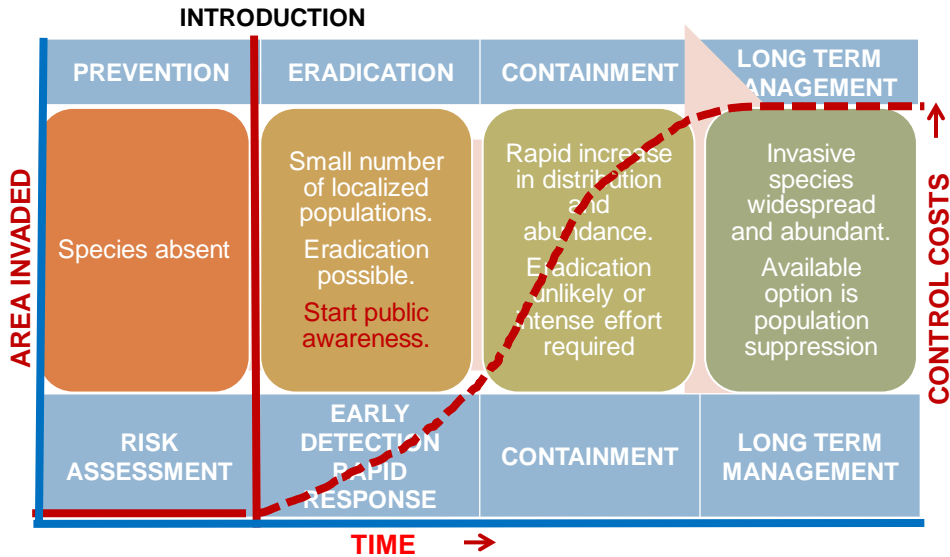 INTRODUCTION
PREVENTION
ERADICATION
CONTAINMENT
LONG TERM
MANAGEMENT
Species absent
Small number
of localized
populations.
Eradication
possible.
Start public
awareness.
Rapid increase
in distribution
and
abundance.
Eradication
unlikely or
intense effort
required
Invasive
species
widespread
and abundant.
Available
option is
population
suppression
AREA INVADED
CONTROL COSTS
RISK
ASSESSMENT
EARLY
DETECTION
RAPID
RESPONSE
CONTAINMENT
LONG TERM
MANAGEMENT
TIME